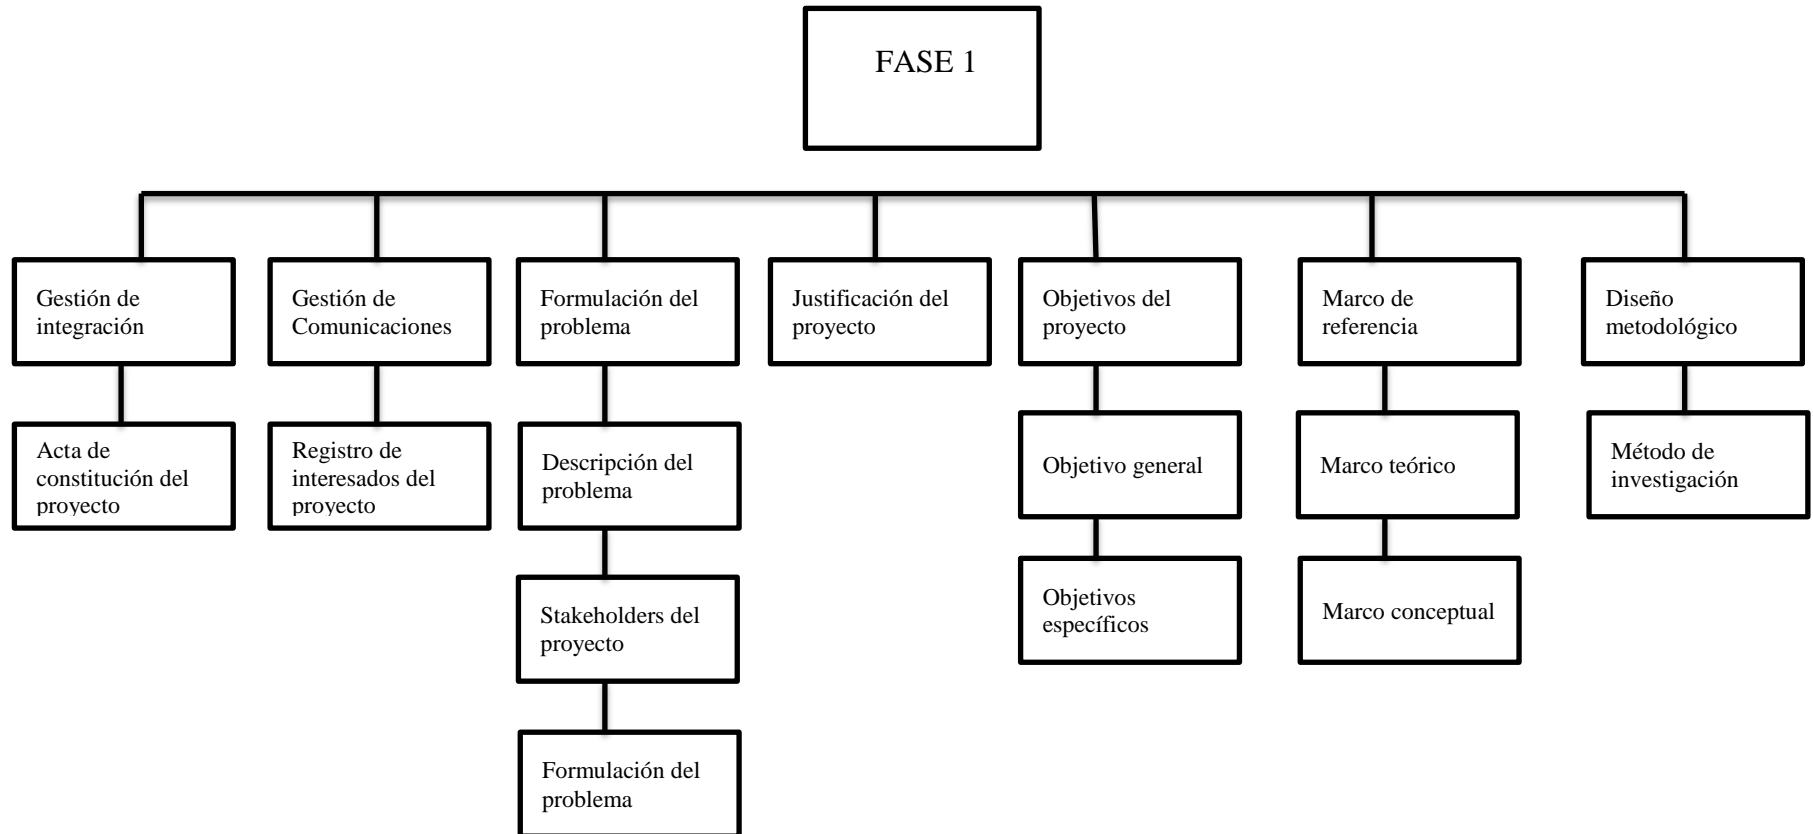 FASE 1
Gestión de
integración
Gestión de
Comunicaciones
Formulación del
problema
Justificación del
proyecto
Objetivos del
proyecto
Marco de
referencia
Diseño
metodológico
Acta de
constitución del
proyecto
Registro de
interesados del
proyecto
Descripción del
problema
Objetivo general
Marco teórico
Método de
investigación
Stakeholders del
proyecto
Objetivos
específicos
Marco conceptual
Formulación del
problema